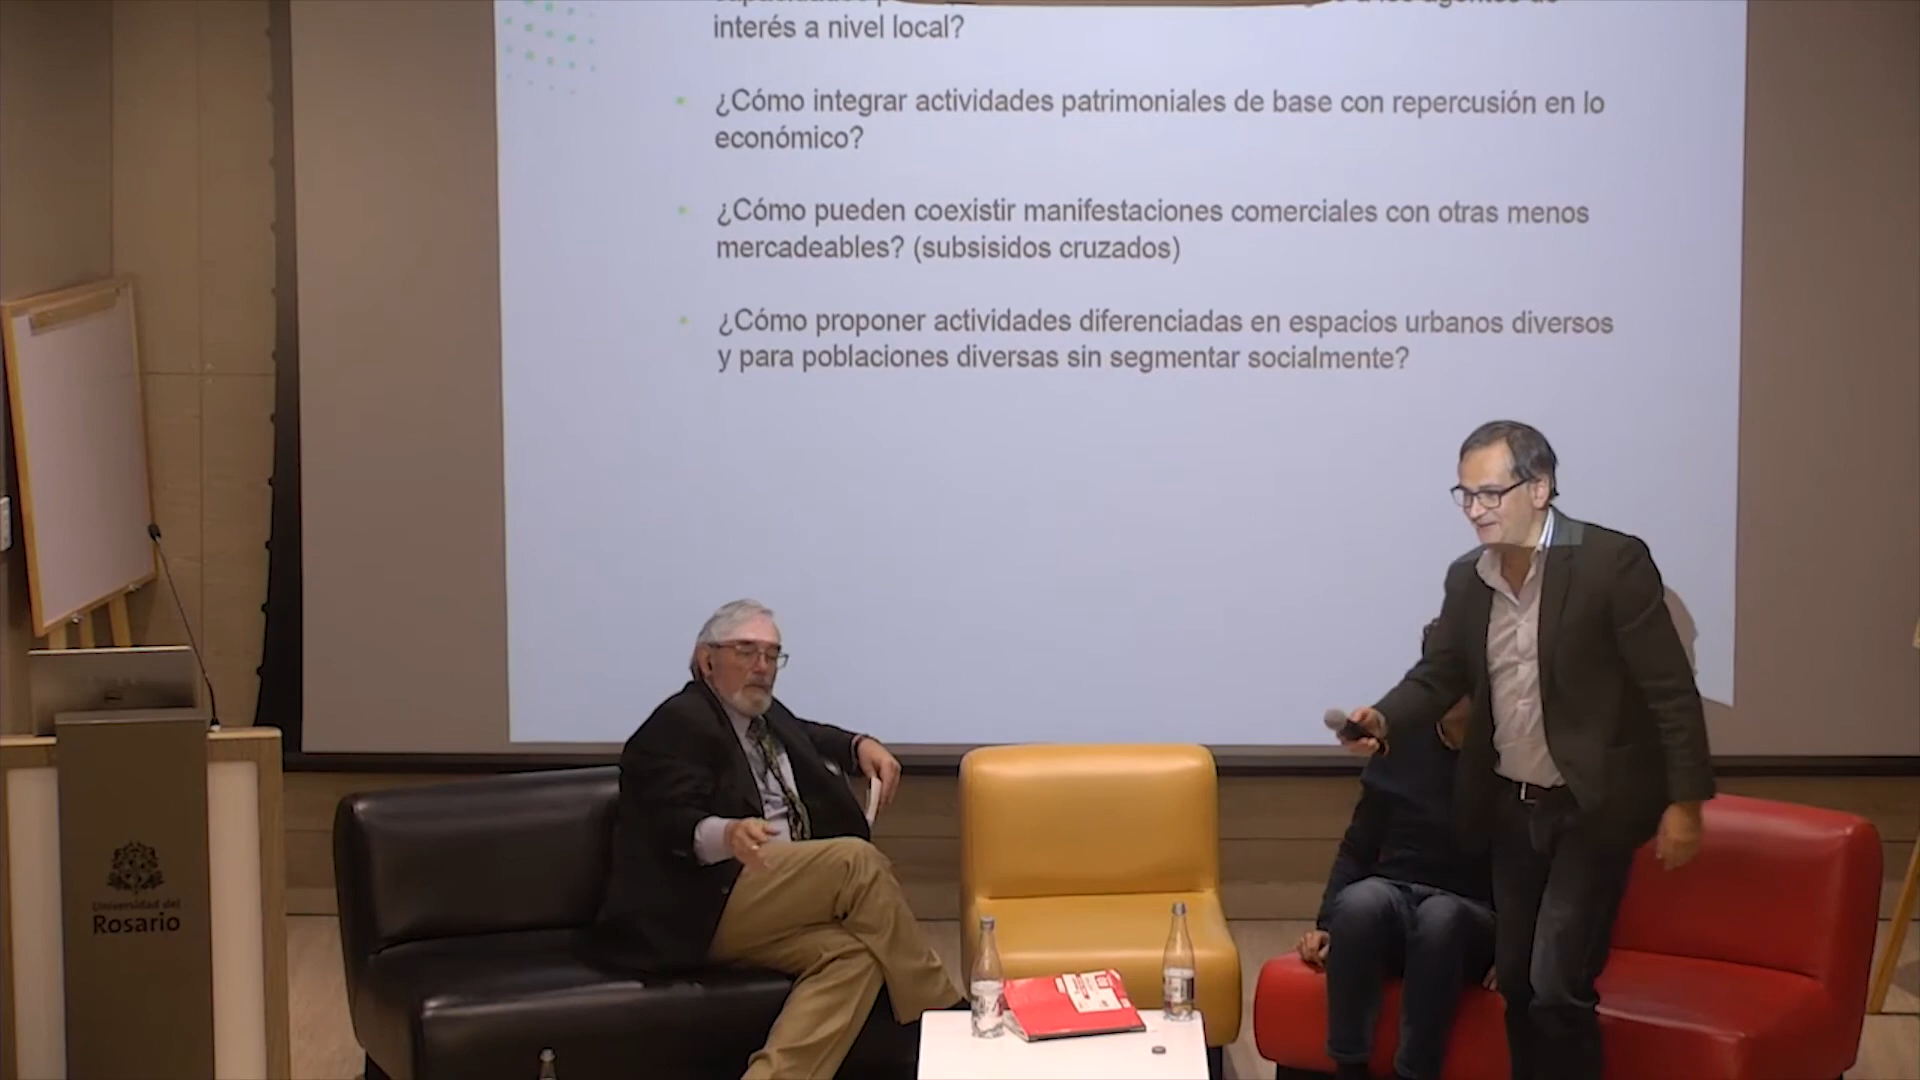 interés a nivel local?
¿Cómo integrar actividades patrimoniales de base con repercusión en lo
económico?
¿Cómo pueden coexistir manifestaciones comerciales con otras menos
mercadeables? (subsisidos cruzados)
¿Cómo proponer actividades diferenciadas en espacios urbanos diversos
y para poblaciones diversas sin segmentar socialmente?
Universidad del
Rosario